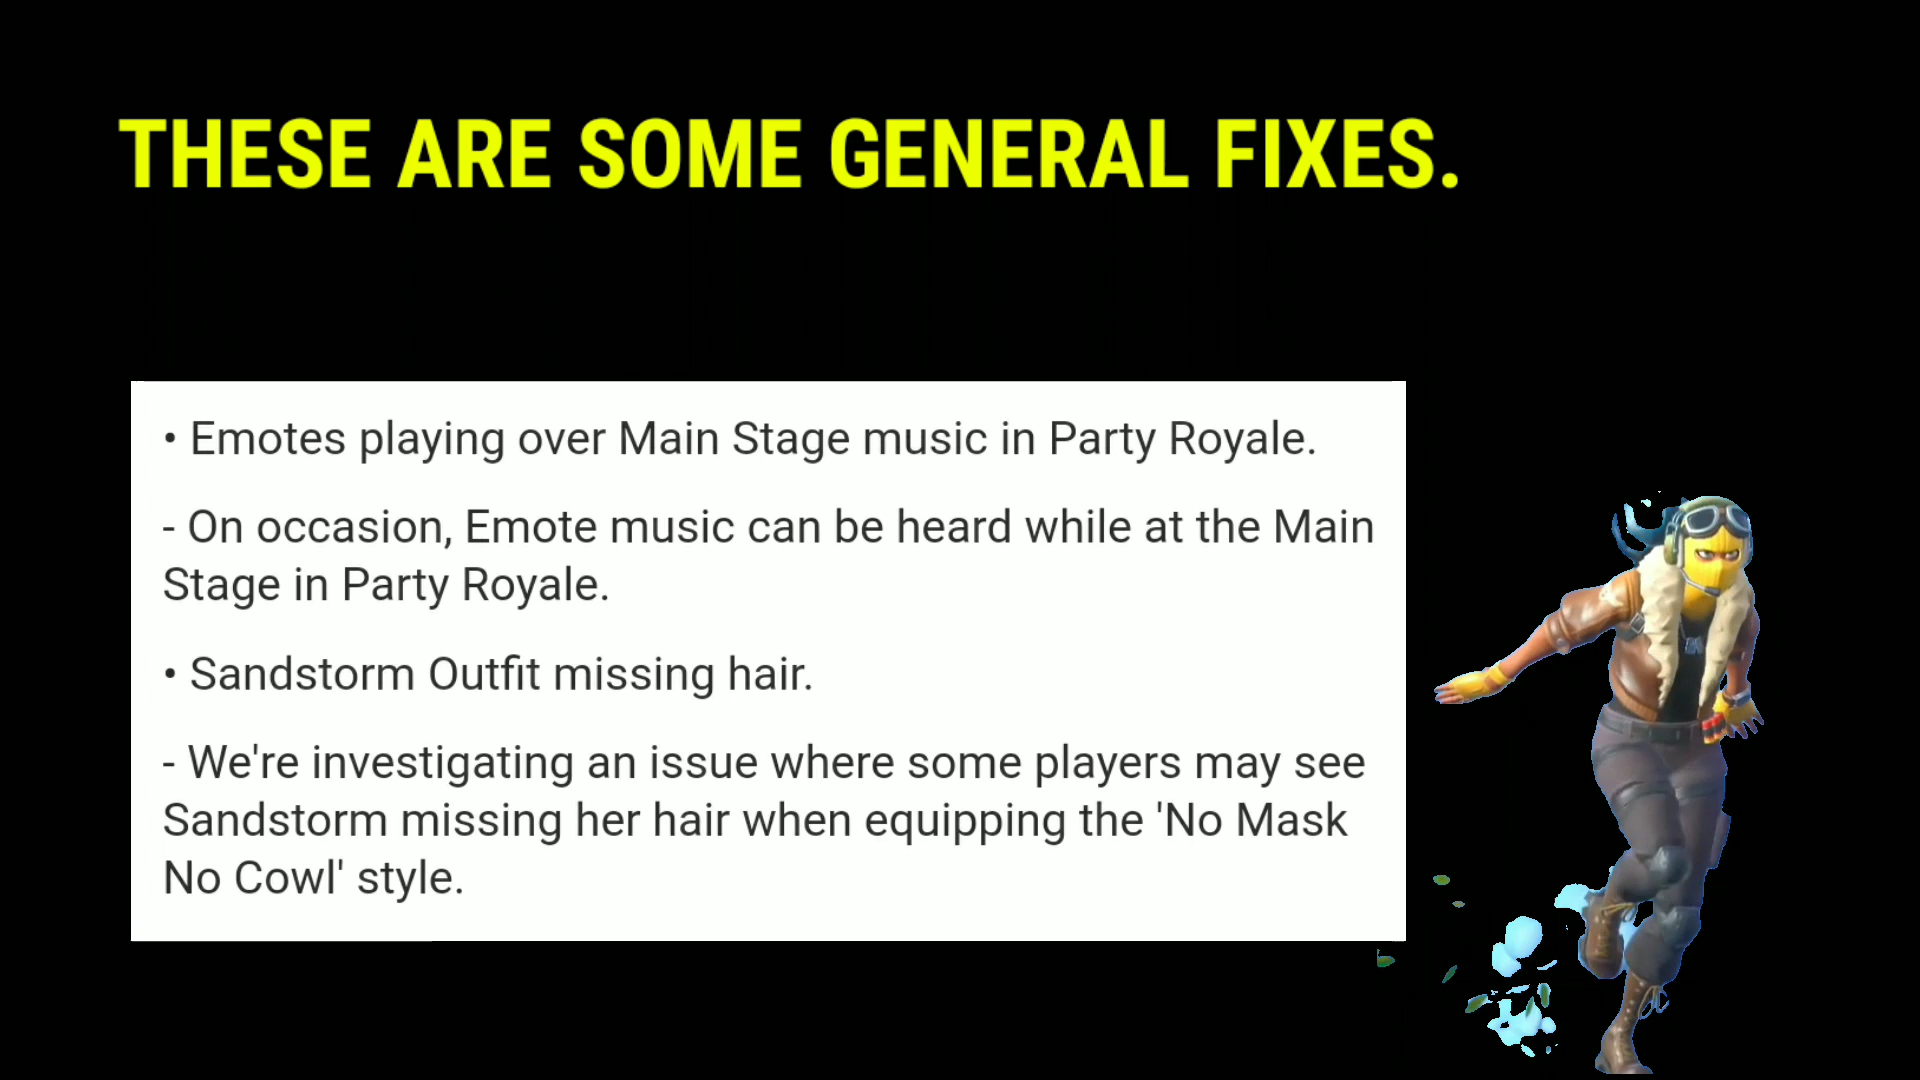 THESE ARE SOME GENERAL FIXES.
• Emotes playing over Main Stage music in Party Royale.
- On occasion, Emote music can be heard while at the Main
Stage in Party Royale.
• Sandstorm Outfit missing hair.
- We're investigating an issue where some players may see
Sandstorm missing her hair when equipping the 'No Mask
No Cowl' style.